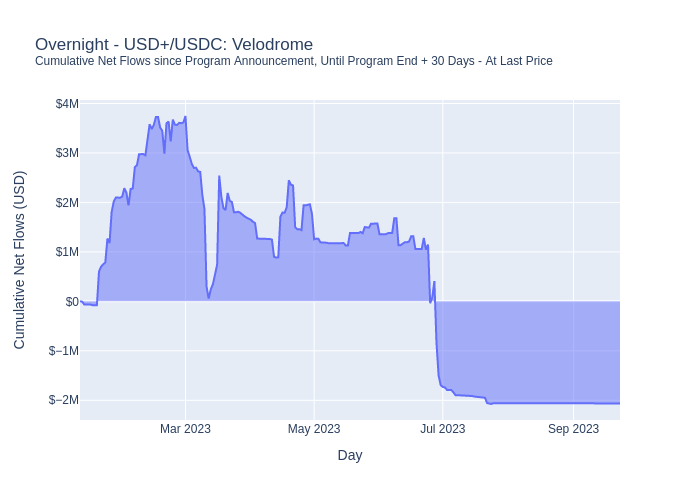 Overnight - USD+/USDC: Velodrome
Cumulative Net Flows since Program Announcement, Until Program End + 30 Days - At Last Price
$4M
$3M
$2M
$1M
$0
$−1M
$−2M
Cumulative Net Flows (USD)
Mar 2023
May 2023
Jul 2023
Sep 2023
Day